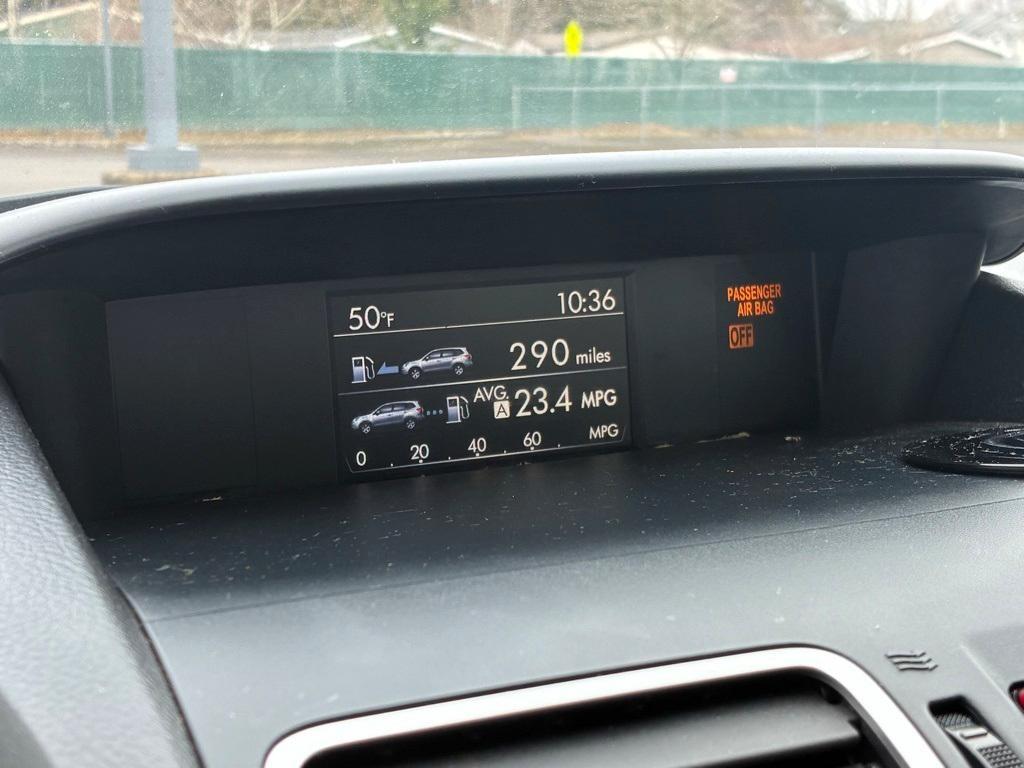 50°F 10:36
290 miles
AVG.
A 23.4 MPG
0 . 20 . 40 . 60 . MPG
PASSENGER
AIR BAG
OFF